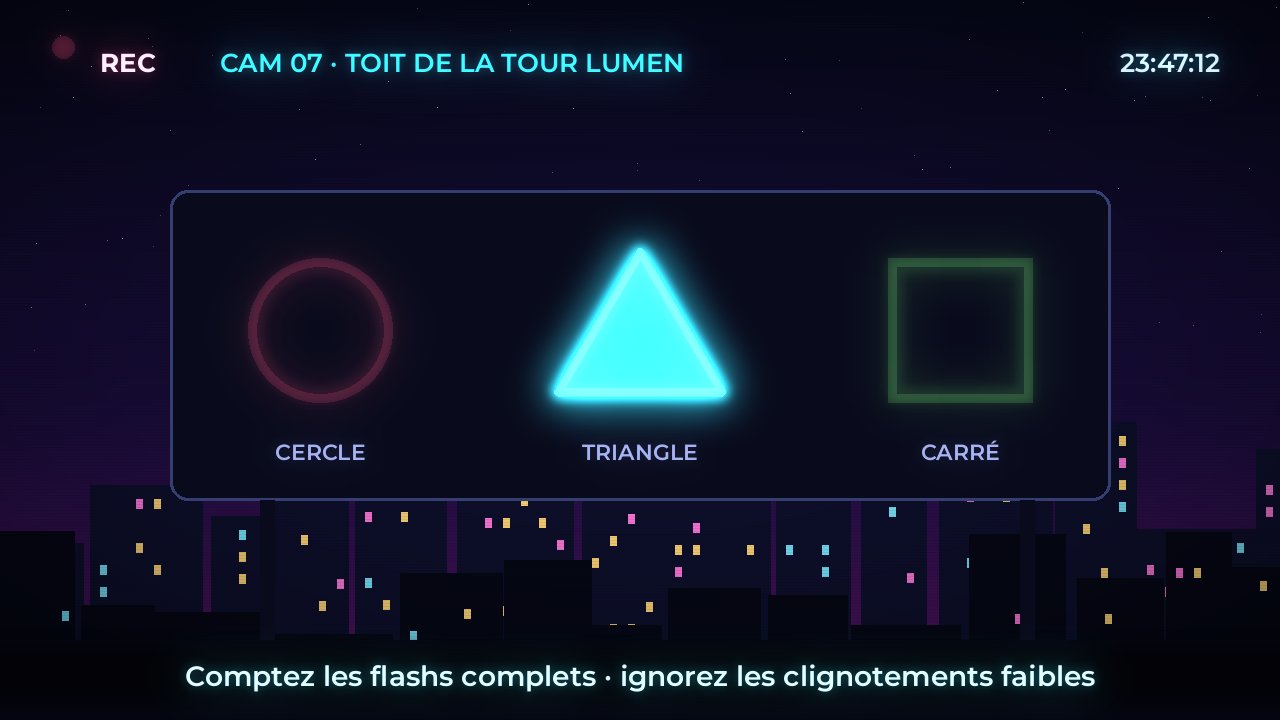 REC
CAM 07 · TOIT DE LA TOUR LUMEN
23:47:12
CERCLE
TRIANGLE
CARRÉ
Comptez les flashs complets · ignorez les clignotements faibles